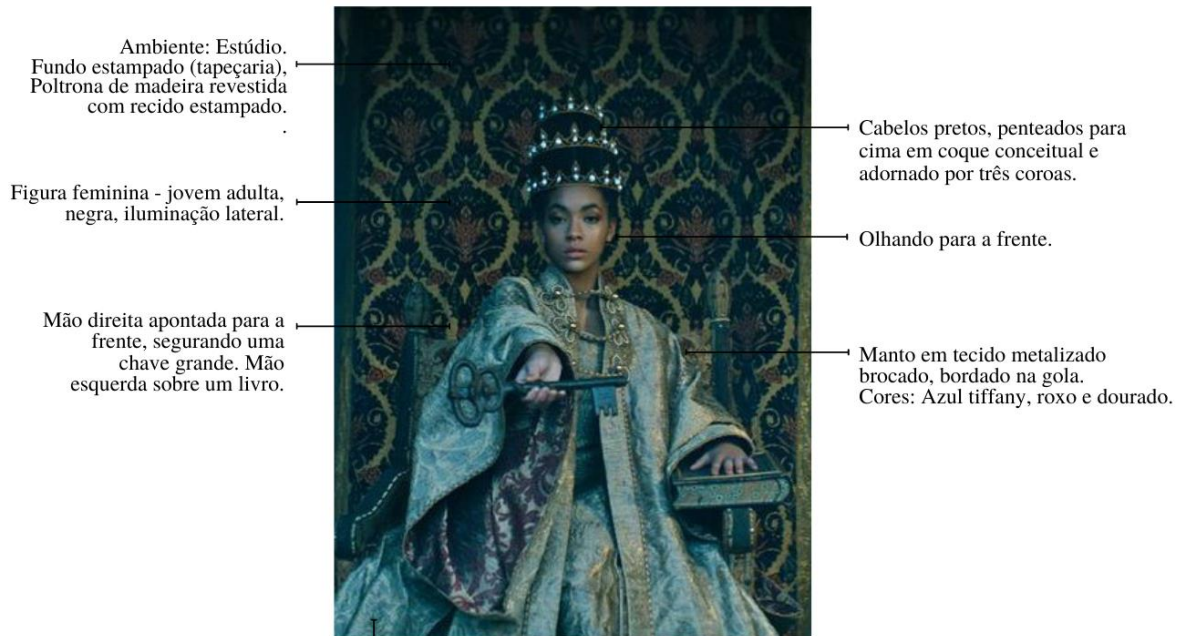 Ambiente: Estúdio.
Fundo estampado (tapeçaria),
Poltrona de madeira revestida
com recido estampado.
.
Figura feminina - jovem adulta,
negra, iluminação lateral.
Mão direita apontada para a
frente, segurando uma
chave grande. Mão
esquerda sobre um livro.
Cabelos pretos, penteados para
cima em coque conceitual e
adornado por três coroas.
Olhando para a frente.
Manto em tecido metalizado
brocado, bordado na gola.
Cores: Azul tiffany, roxo e dourado.